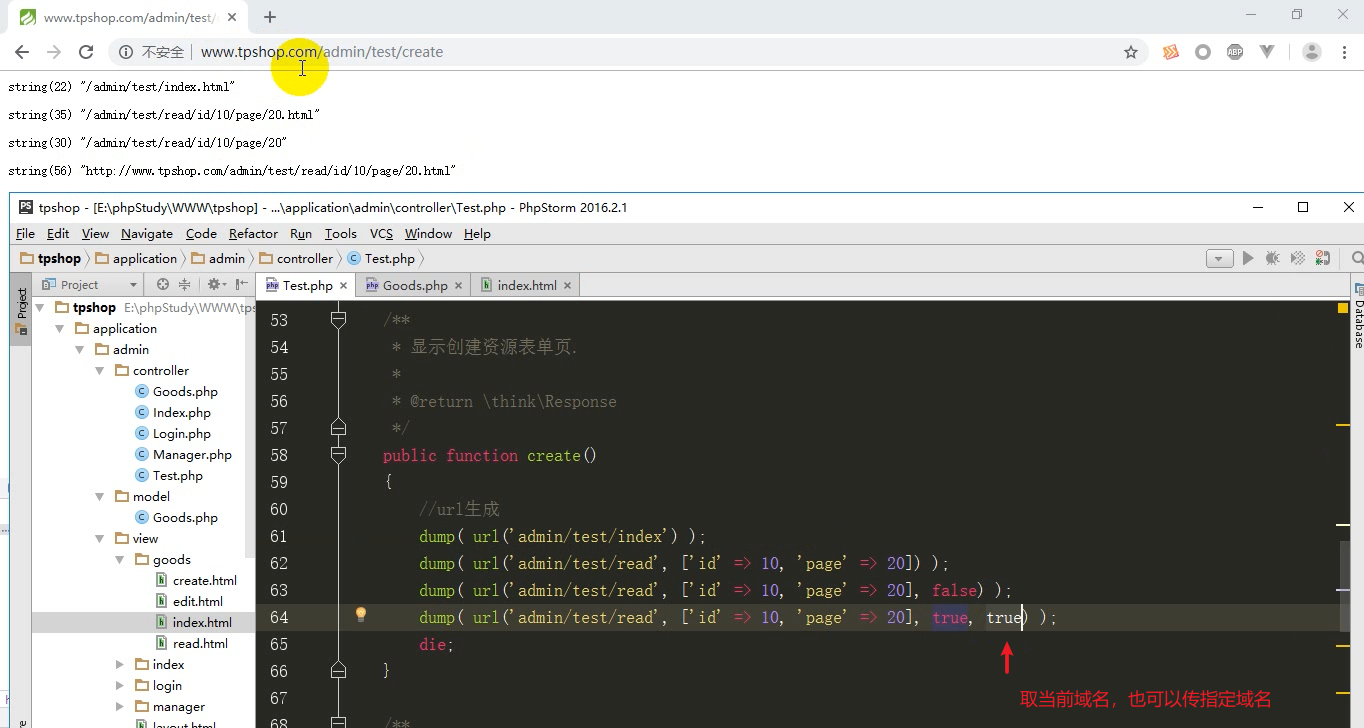 www.tpshop.com/admin/test/
不安全 www.tpshop.com/admin/test/create
ABP
string(22) "/admin/test/index.html"
string(35) "/admin/test/read/id/10/page/20.html"
string(30) "/admin/test/read/id/10/page/20"
string(56) "http://www.tpshop.com/admin/test/read/id/10/page/20.html"
PS tpshop - [E:\phpStudy\WWW\tpshop] - ...\application\admin\controller\Test.php - PhpStorm 2016.2.1
File Edit View Navigate Code Refactor Run Tools VCS Window Help
tpshop application admin controller Test.php
Project
Project
Test.php Goods.php index.html
Database
tpshop E:\phpStudy\WWW\tps
application
admin
controller
Goods.php
Index.php
Login.php
Manager.php
Test.php
model
Goods.php
view
goods
create.html
edit.html
index.html
read.html
index
login
manager
layout.html
53 /**
54 * 显示创建资源表单页.
55 *
56 * @return \think\Response
57 */
58 public function create()
59 {
60 //url生成
61 dump( url('admin/test/index') );
62 dump( url('admin/test/read', ['id' => 10, 'page' => 20]) );
63 dump( url('admin/test/read', ['id' => 10, 'page' => 20], false) );
64 dump( url('admin/test/read', ['id' => 10, 'page' => 20], true, true) );
65 die;
66 }
67
68 /**
取当前域名，也可以传指定域名